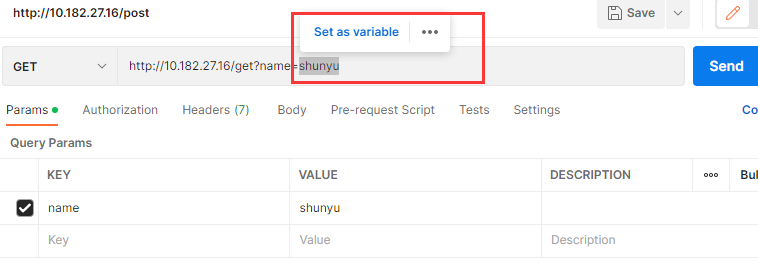 http://10.182.27.16/post
Save
Set as variable
GET
http://10.182.27.16/get?name=shunyu
Send
Params
Authorization
Headers (7)
Body
Pre-request Script
Tests
Settings
Co
Query Params
KEY
VALUE
DESCRIPTION
Bul
name
shunyu
Key
Value
Description